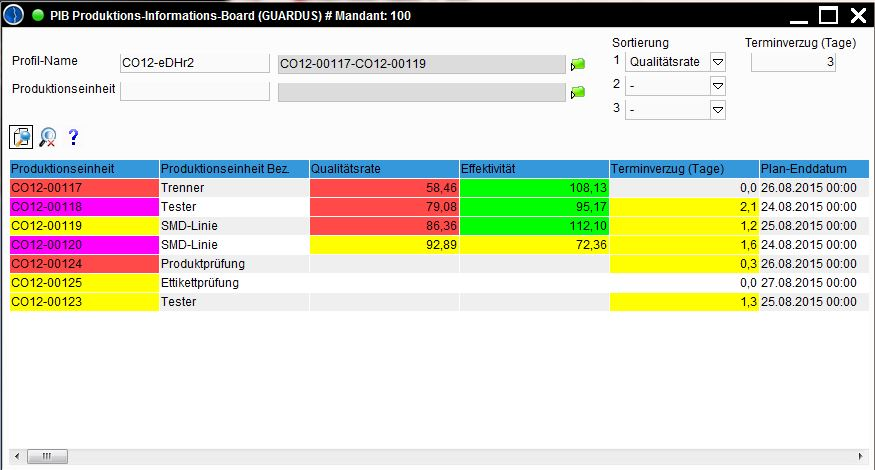 PIB Produktions-Informations-Board (GUARDUS) # Mandant: 100
Sortierung Terminverzug (Tage)
Profil-Name CO12-eDHr2 CO12-00117-CO12-00119 1 Qualitätsrate 3
Produktionseinheit 2 -
3 -
?
Produktionseinheit Produktionseinheit Bez. Qualitätsrate Effektivität Terminverzug (Tage) Plan-Enddatum
CO12-00117 Trenner 58,46 108,13 0,0 26.08.2015 00:00
CO12-00118 Tester 79,08 95,17 2,1 24.08.2015 00:00
CO12-00119 SMD-Linie 86,36 112,10 1,2 25.08.2015 00:00
CO12-00120 SMD-Linie 92,89 72,36 1,6 24.08.2015 00:00
CO12-00124 Produktprüfung 0,3 26.08.2015 00:00
CO12-00125 Ettikettprüfung 0,0 27.08.2015 00:00
CO12-00123 Tester 1,3 25.08.2015 00:00